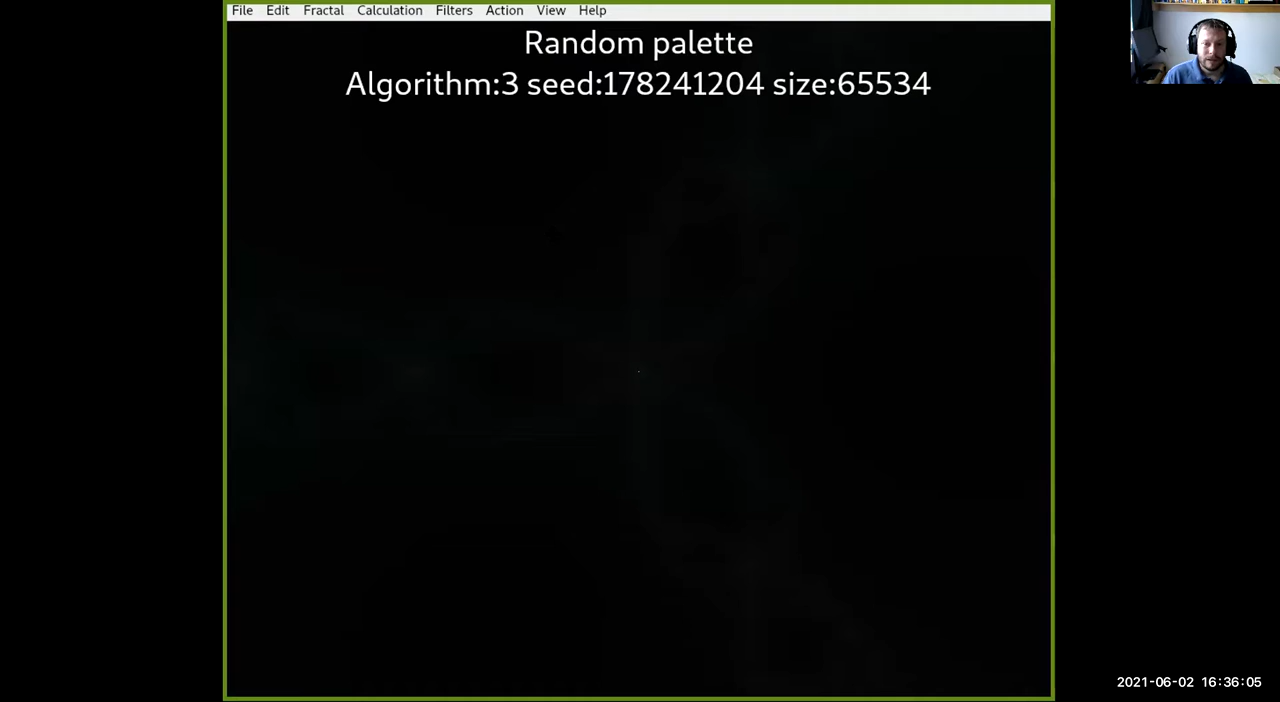 File Edit Fractal Calculation Filters Action View Help
Random palette
Algorithm:3 seed:178241204 size:65534
2021-06-02 16:36:05